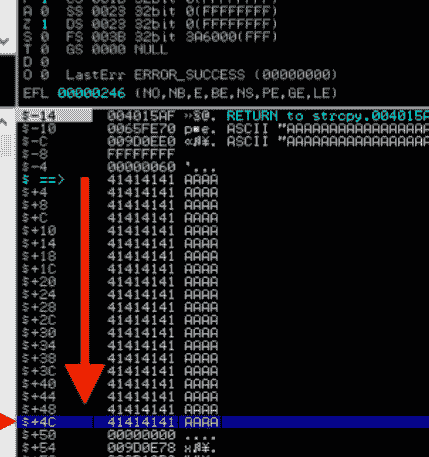 A 0 SS 0023 32bit 0(FFFFFFFF)
Z 1 DS 0023 32bit 0(FFFFFFFF)
S 0 FS 003B 32bit 3A6000(FFF)
T 0 GS 0000 NULL
D 0
O 0 LastErr ERROR_SUCCESS (00000000)
EFL 00000246 (NO,NB,E,BE,NS,PE,GE,LE)
$-14 004015AF »§@. RETURN to strcpy.004015A
$-10 0065FE70 ASCII "AAAAAAAAAAAAAAAAAA
$-C 009D0EE0 ASCII "AAAAAAAAAAAAAAAAAA
$-8 FFFFFFFF
$-4 00000060 `...
$ ==> 41414141 AAAA
$+4 41414141 AAAA
$+8 41414141 AAAA
$+C 41414141 AAAA
$+10 41414141 AAAA
$+14 41414141 AAAA
$+18 41414141 AAAA
$+1C 41414141 AAAA
$+20 41414141 AAAA
$+24 41414141 AAAA
$+28 41414141 AAAA
$+2C 41414141 AAAA
$+30 41414141 AAAA
$+34 41414141 AAAA
$+38 41414141 AAAA
$+3C 41414141 AAAA
$+40 41414141 AAAA
$+44 41414141 AAAA
$+48 41414141 AAAA
$+4C 41414141 AAAA
$+50 00000000 ....
$+54 009D0E78